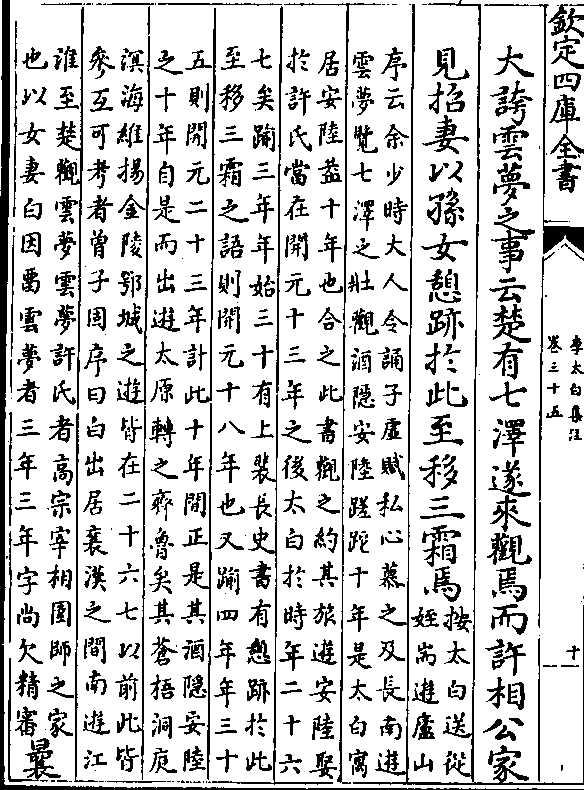 欽定四庫全書
李太白集注
卷三十五
十
大誇雲夢之事云楚有七澤遂來觀焉而許相公家
見招妻以孫女憩跡於此至移三霜焉
按太白送從
姪耑遊廬山
序云余少時大人令誦子虛賦私心慕之及長南遊
雲夢覽七澤之壯觀酒隱安陸蹉跎十年是太白寓
居安陸葢十年也合之此書觀之約其旅遊安陸娶
於許氏當在開元十三年之後太白於時年二十六
七矣踰三年年始三十有上裴長史書有憩跡於此
至移三霜之語則開元十八年也又踰四年年三十
五則開元二十三年計此十年間正是其酒隱安陸
之十年自是而出遊太原轉之齊魯矣其蒼梧洞庭
溟海維揚金陵鄂城之遊皆在二十六七以前此皆
參互可考者曾子固序曰白出居襄漢之間南遊江
淮至楚觀雲夢雲夢許氏者高宗宰相圉師之家
也以女妻白因畱雲夢者三年三年字尚欠精審
曩